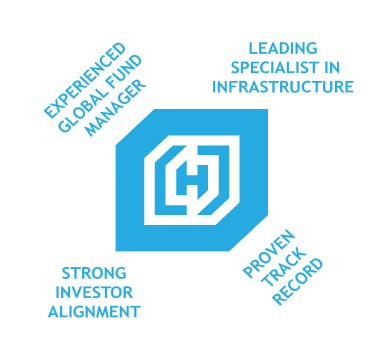 EXPERIENCED
GLOBAL FUND
MANAGER
LEADING
SPECIALIST IN
INFRASTRUCTURE
STRONG
INVESTOR
ALIGNMENT
PROVEN
TRACK
RECORD